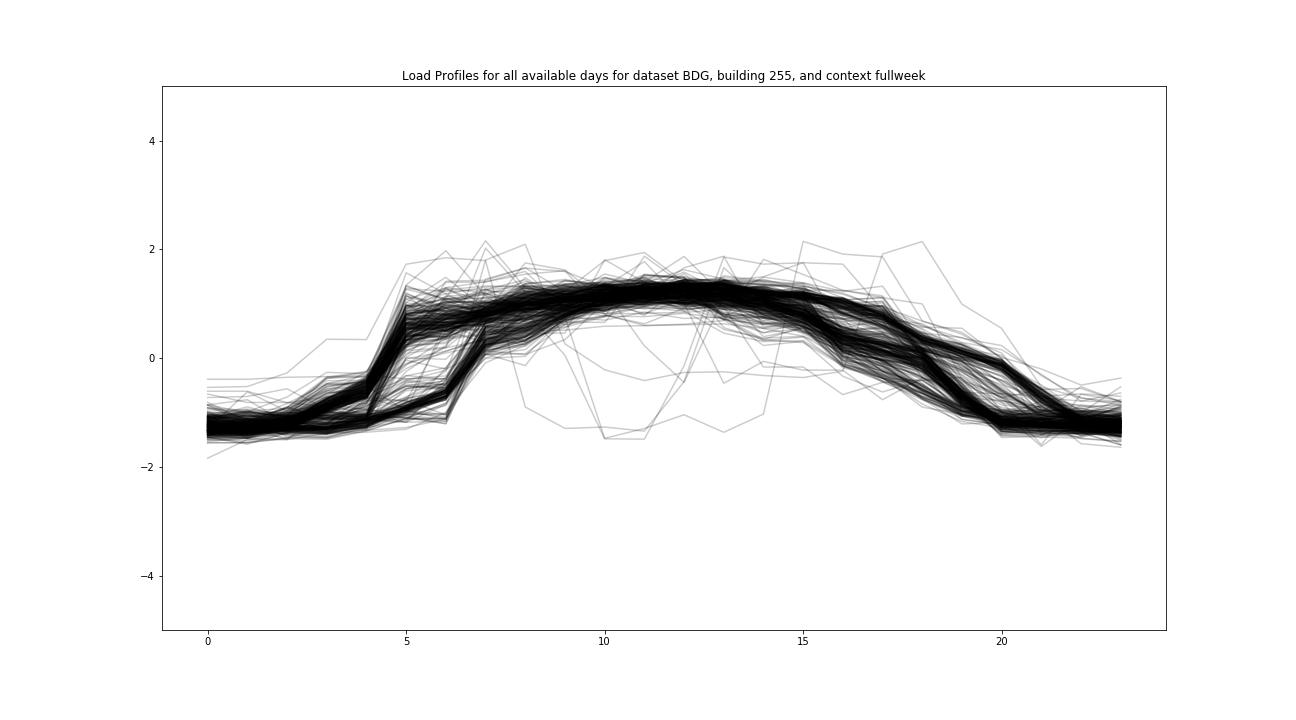 Load Profiles for all available days for dataset BDG, building 255, and context fullweek
4
2
0
−2
−4
0 5 10 15 20